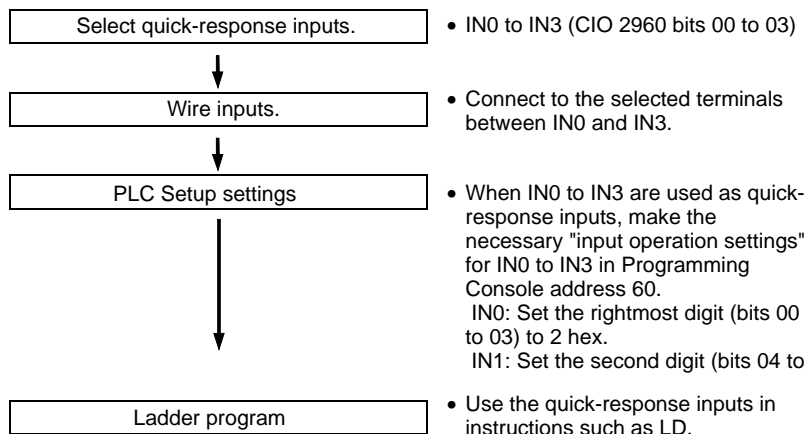 Select quick-response inputs.
• IN0 to IN3 (CIO 2960 bits 00 to 03)
Wire inputs.
• Connect to the selected terminals
between IN0 and IN3.
PLC Setup settings
• When IN0 to IN3 are used as quick-
response inputs, make the
necessary "input operation settings"
for IN0 to IN3 in Programming
Console address 60.
IN0: Set the rightmost digit (bits 00
to 03) to 2 hex.
IN1: Set the second digit (bits 04 to
Ladder program
• Use the quick-response inputs in
instructions such as LD.